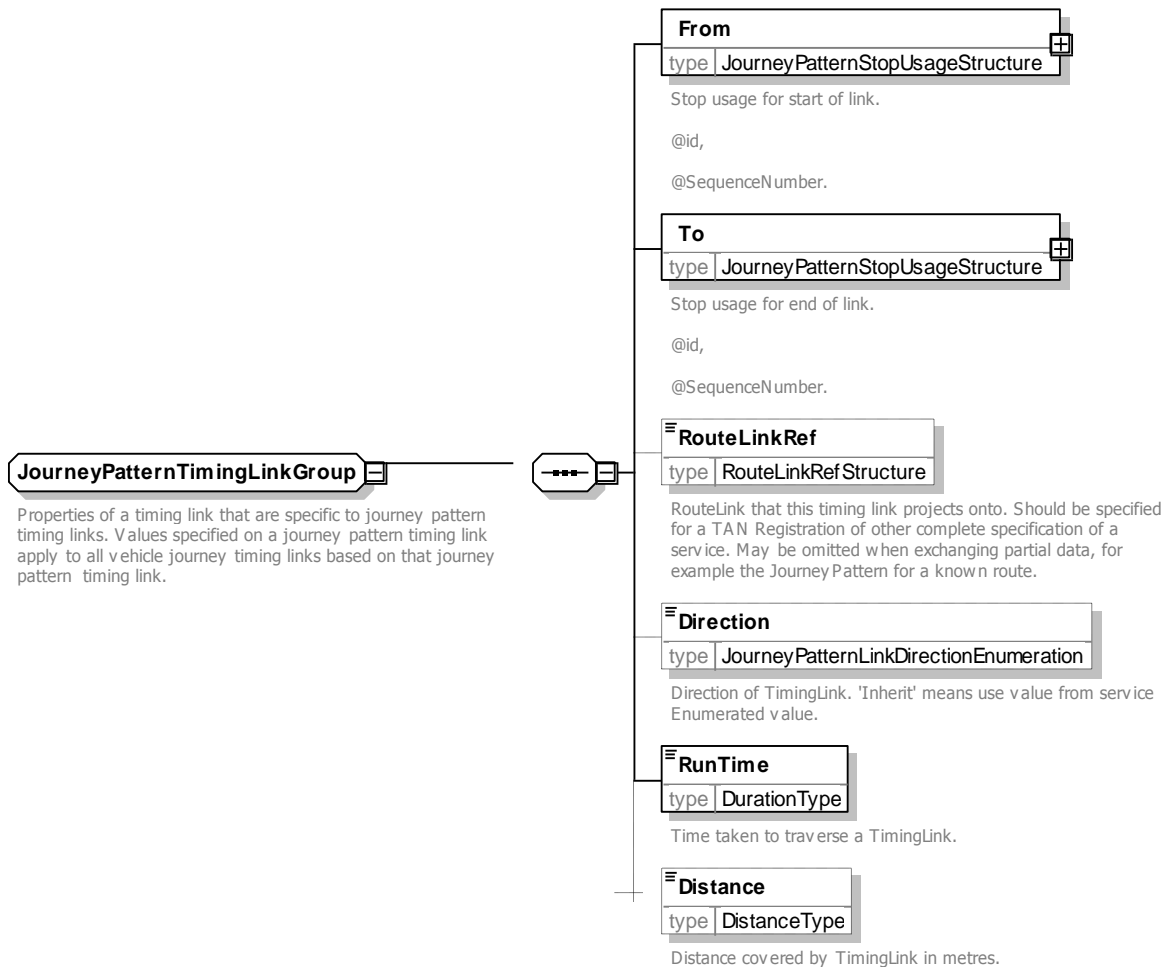 From
type JourneyPatternStopUsageStructure
Stop usage for start of link.
@id,
@SequenceNumber.
To
type JourneyPatternStopUsageStructure
Stop usage for end of link.
@id,
@SequenceNumber.
JourneyPatternTimingLinkGroup
Properties of a timing link that are specific to journey pattern
timing links. Values specified on a journey pattern timing link
apply to all vehicle journey timing links based on that journey
pattern timing link.
RouteLinkRef
type RouteLinkRefStructure
RouteLink that this timing link projects onto. Should be specified
for a TAN Registration of other complete specification of a
service. May be omitted when exchanging partial data, for
example the JourneyPattern for a known route.
Direction
type JourneyPatternLinkDirectionEnumeration
Direction of TimingLink. 'Inherit' means use value from service
Enumerated value.
RunTime
type DurationType
Time taken to traverse a TimingLink.
Distance
type DistanceType
Distance covered by TimingLink in metres.